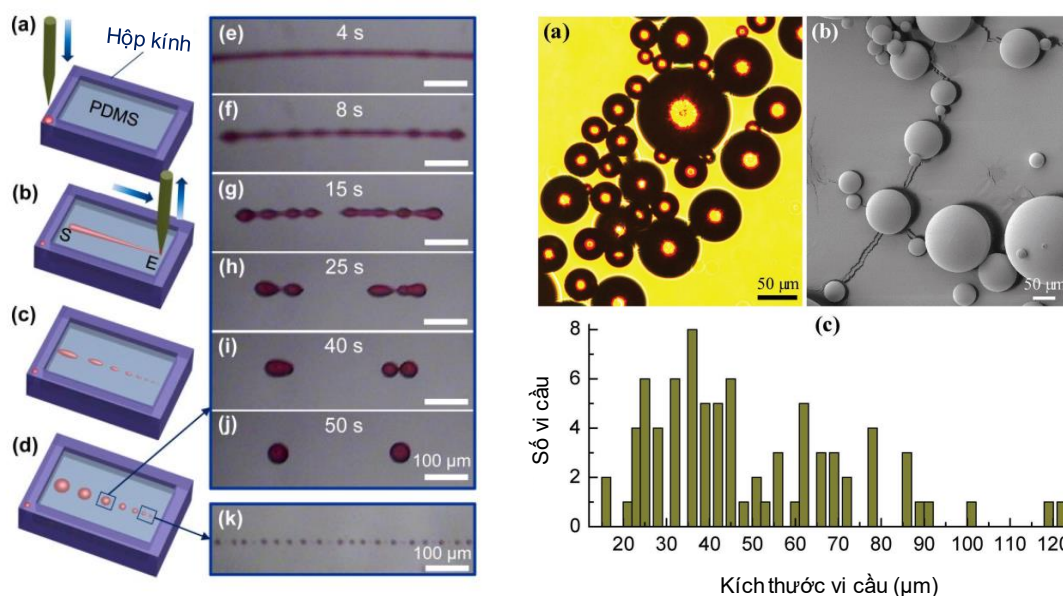 (a)
Hộp kính
PDMS
(b)
S
E
(c)
(d)
(e)
4 s
(f)
8 s
(g)
15 s
(h)
25 s
(i)
40 s
(j)
50 s
100 µm
(k)
100 µm
(a)
50 µm
(b)
50 µm
(c)
8
6
4
2
0
Số vi cầu
20 30 40 50 60 70 80 90 100 110 120
Kích thước vi cầu (µm)